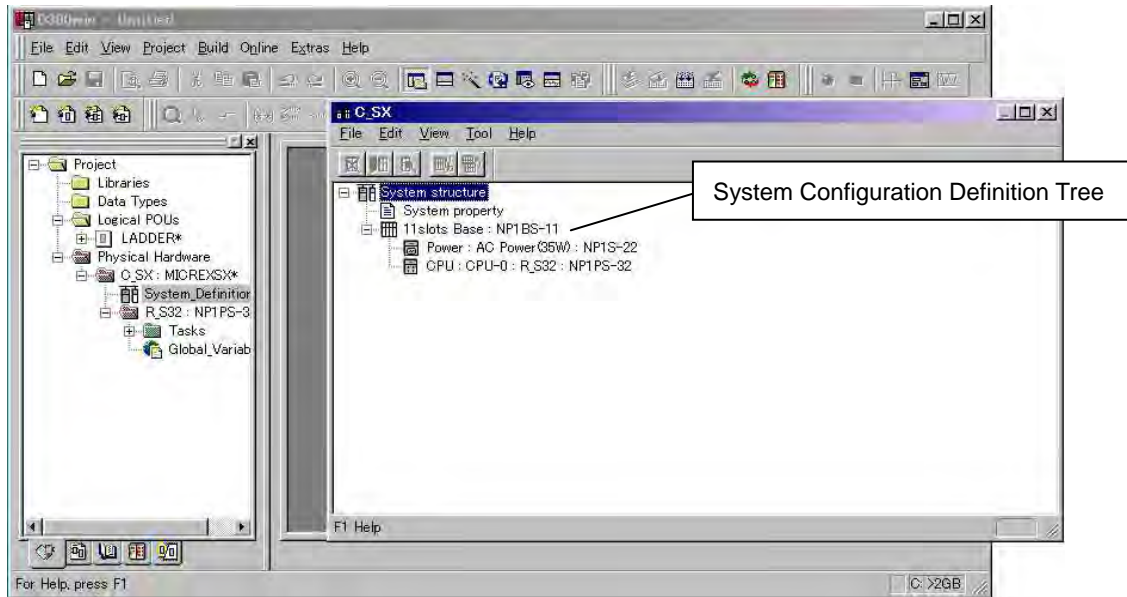 D300win - Untitled
File Edit View Project Build Online Extras Help
Project
Libraries
Data Types
Logical POUs
LADDER*
Physical Hardware
C_SX : MICREXSX*
System_Definition
R_S32 : NP1PS-3
Tasks
Global_Variab
For Help, press F1
C_SX
File Edit View Tool Help
System structure
System property
11slots Base : NP1BS-11
Power : AC Power(35W) : NP1S-22
CPU : CPU-0 : R_S32 : NP1PS-32
F1 Help
System Configuration Definition Tree
C: >2GB